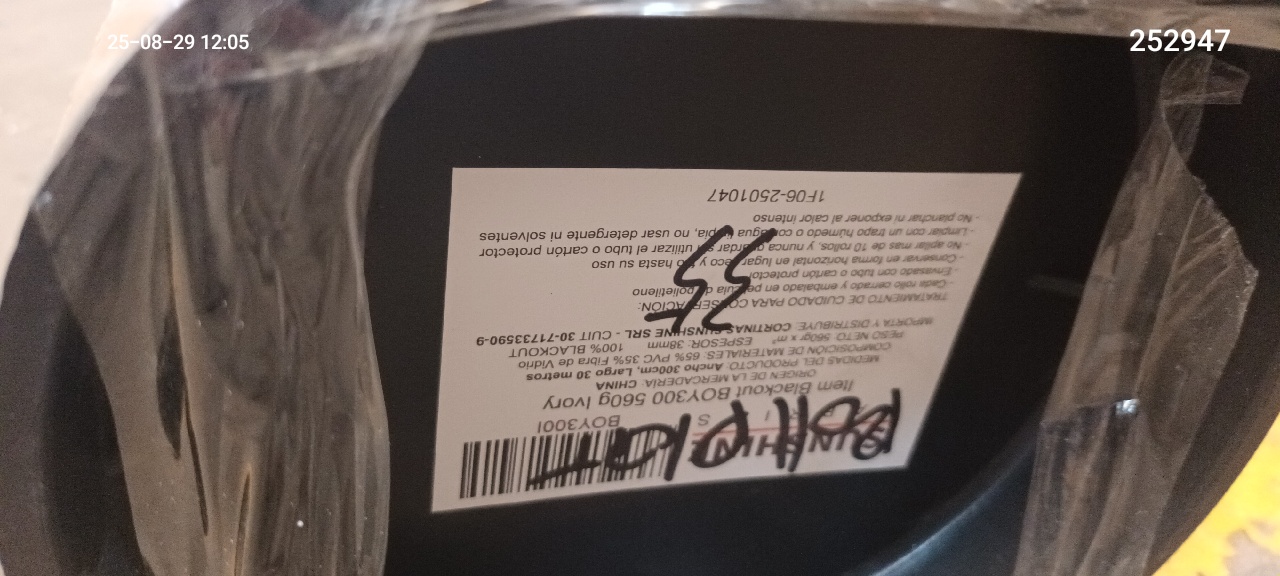 25-08-29 12:05
252947
SUNSHINE
BOY300I
Item Blackout BOY300 560g Ivory
ORIGEN DE LA MERCADERÍA: CHINA
MEDIDAS DEL PRODUCTO: Ancho 300cm, Largo 30 metros
COMPOSICIÓN DE MATERIALES: 65% PVC 35% Fibra de Vidrio
PESO NETO: 560g x m² ESPESOR: 38mm 100% BLACKOUT
IMPORTA Y DISTRIBUYE: CORTINAS SUNSHINE SRL - CUIT 30-71733590-9
TRATAMIENTO DE CUIDADO PARA CONSERVACIÓN:
- Cada rollo cerrado y embalado en película de polietileno
- Envasado con tubo o cartón protector
- Conservar en forma horizontal en lugar seco y hasta su uso
- No apilar mas de 10 rollos, y nunca guardar sin utilizar el tubo o cartón protector
- Limpiar con un trapo húmedo o con agua limpia, no usar detergente ni solventes
- No planchar ni exponer al calor intenso
1F06-2501047